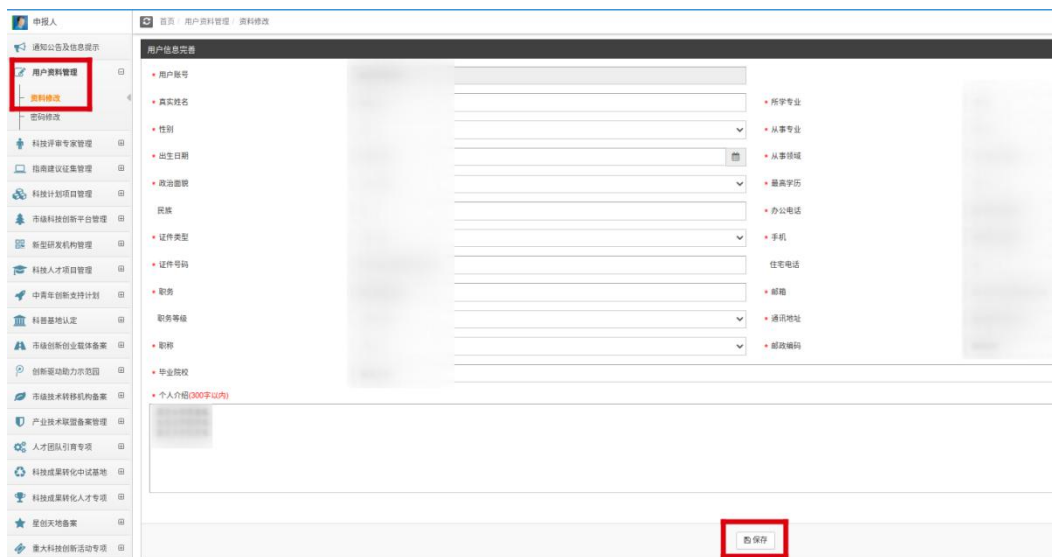 申报人
首页 / 用户资料管理 / 资料修改
通知公告及信息提示
用户资料管理
资料修改
密码修改
科技评审专家管理
指南建议征集管理
科技计划项目管理
市级科技创新平台管理
新型研发机构管理
科技人才项目管理
中青年创新支持计划
科普基地认定
市级创新创业载体备案
创新驱动助力示范园
市级技术转移机构备案
产业技术联盟备案管理
人才团队引育专项
科技成果转化中试基地
科技成果转化人才专项
星创天地备案
重大科技创新活动专项
用户信息完善
* 用户账号
* 真实姓名
* 所学专业
* 性别
* 从事专业
* 出生日期
* 从事领域
* 政治面貌
* 最高学历
民族
* 办公电话
* 证件类型
* 手机
* 证件号码
住宅电话
* 职务
* 邮箱
职务等级
* 通讯地址
* 职称
* 邮政编码
* 毕业院校
* 个人介绍(300字以内)
保存